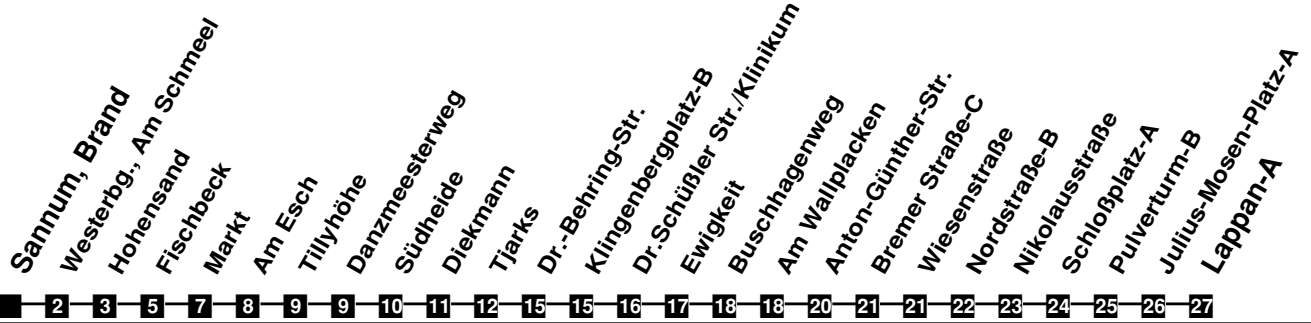 Sannum, Brand
Westerbg., Am Schmeel
Hohensand
Fischbeck
Markt
Am Esch
Tillyhöhe
Danzmeesterweg
Südheide
Diekmann
Tjarks
Dr.-Behring-Str.
Klingenbergplatz-B
Dr.Schüßler Str./Klinikum
Ewigkeit
Buschhagenweg
Am Wallplacken
Anton-Günther-Str.
Bremer Straße-C
Wiesenstraße
Nordstraße-B
Nikolausstraße
Schloßplatz-A
Pulverturm-B
Julius-Mosen-Platz-A
Lappan-A
2 3 5 7 8 9 9 10 11 12 15 15 16 17 18 18 20 21 21 22 23 24 25 26 27